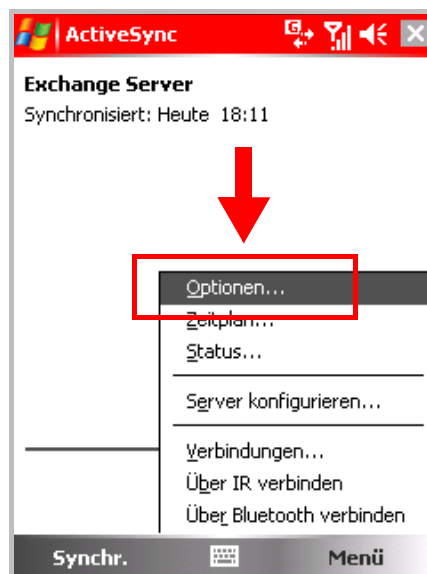 ActiveSync
Exchange Server
Synchronisiert: Heute 18:11
Optionen...
Zeitplan...
Status...
Server konfigurieren...
Verbindungen...
Über IR verbinden
Über Bluetooth verbinden
Synchr. Menü